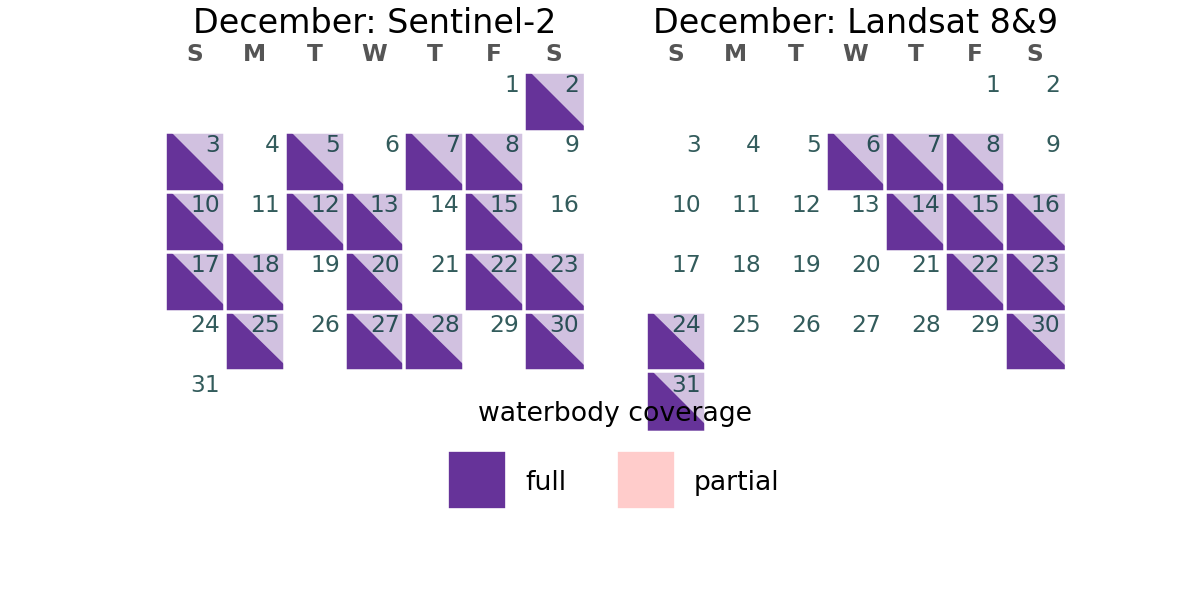 December: Sentinel-2
S M T W T F S
1 2
3 4 5 6 7 8 9
10 11 12 13 14 15 16
17 18 19 20 21 22 23
24 25 26 27 28 29 30
31
December: Landsat 8&9
S M T W T F S
1 2
3 4 5 6 7 8 9
10 11 12 13 14 15 16
17 18 19 20 21 22 23
24 25 26 27 28 29 30
31
waterbody coverage
full partial